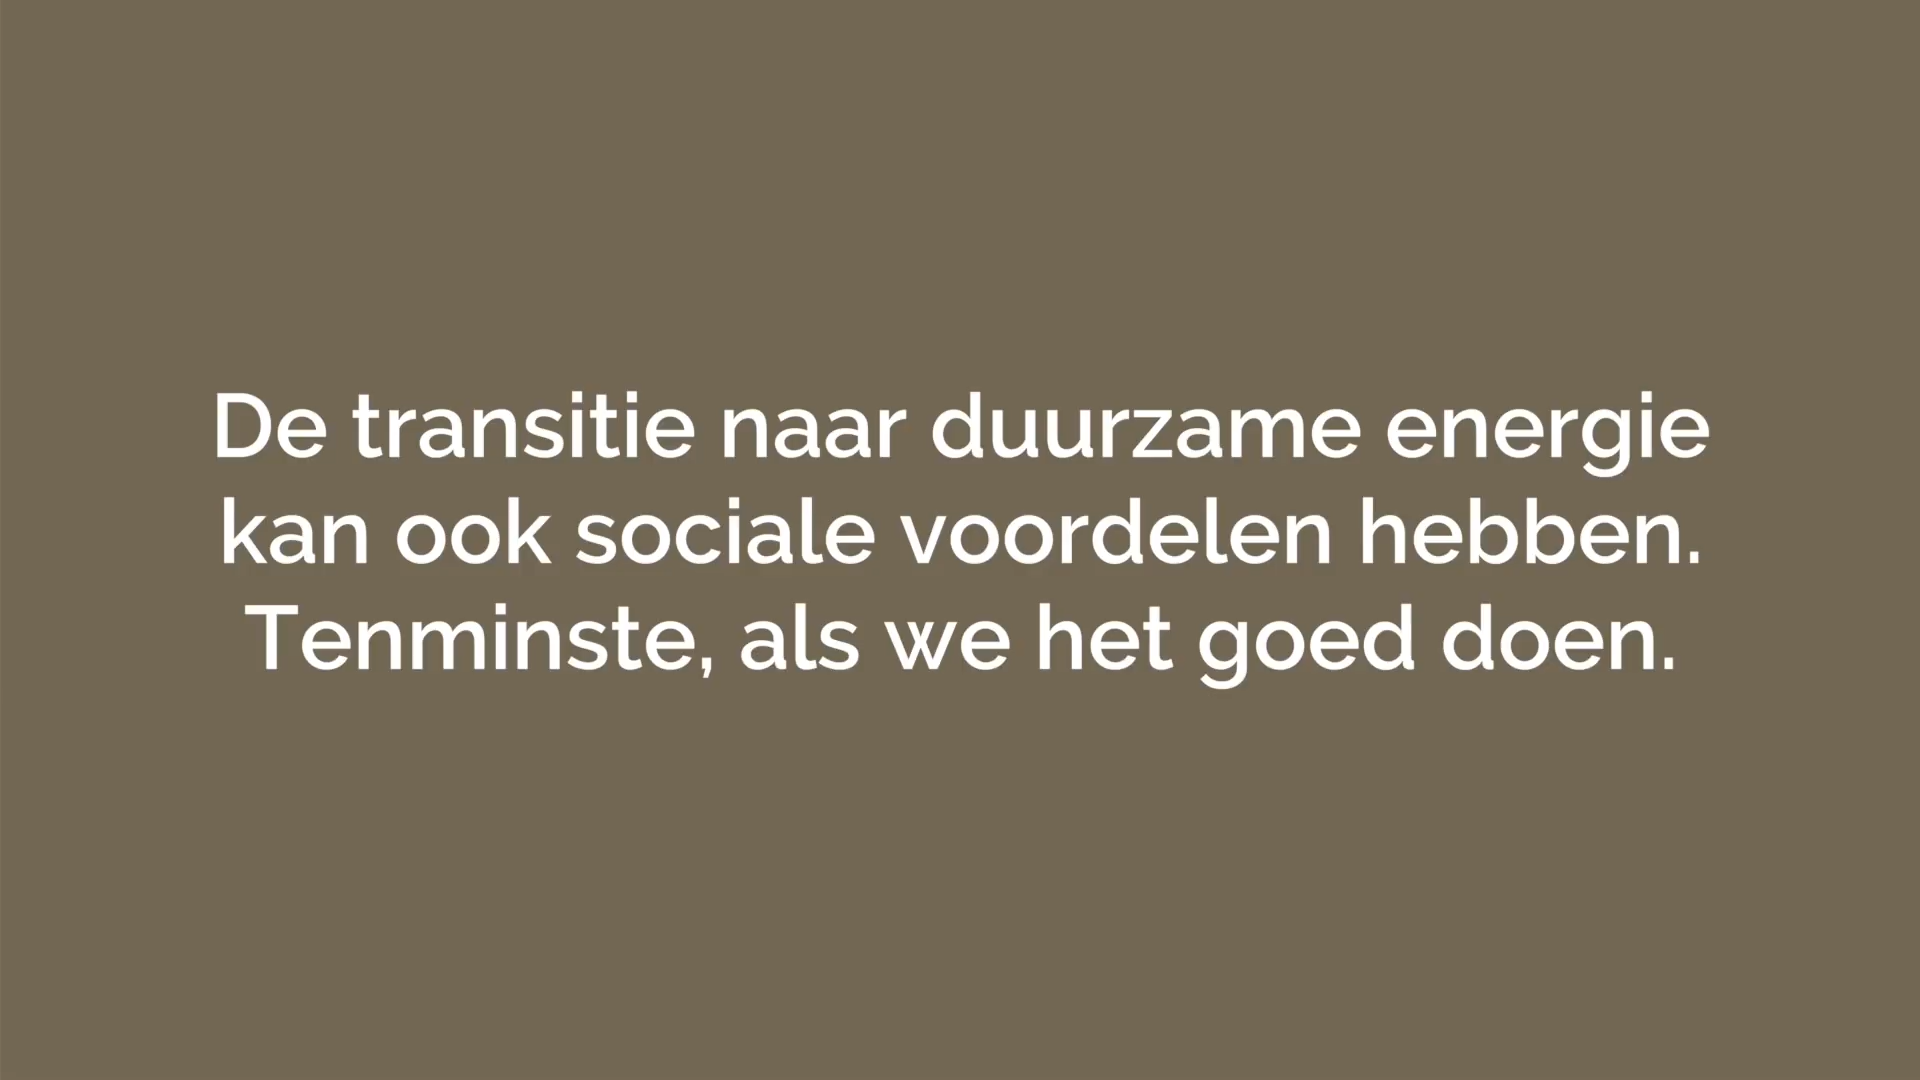 De transitie naar duurzame energie
kan ook sociale voordelen hebben.
Tenminste, als we het goed doen.